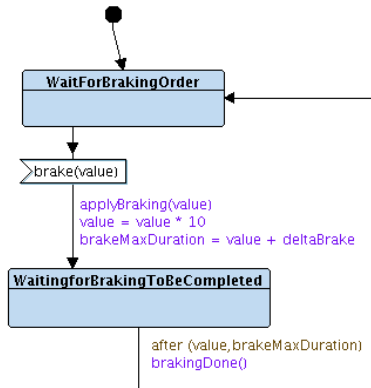 WaitForBrakingOrder
brake(value)
applyBraking(value)
value = value * 10
brakeMaxDuration = value + deltaBrake
WaitingforBrakingToBeCompleted
after (value,brakeMaxDuration)
brakingDone()